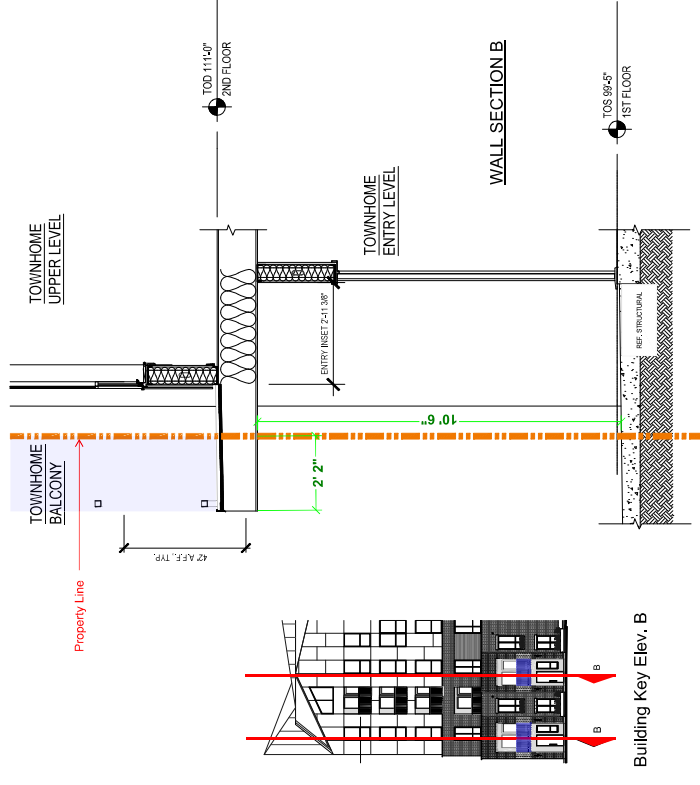 TOD 111'-0"
2ND FLOOR
WALL SECTION B
TOS 99'-5"
1ST FLOOR
TOWNHOME
UPPER LEVEL
TOWNHOME
ENTRY LEVEL
ENTRY INSET 2'-11 3/8"
REF. STRUCTURAL
10' 6"
2' 2"
TOWNHOME
BALCONY
42" A.F.F., TYP.
Property Line
B
B
Building Key Elev. B